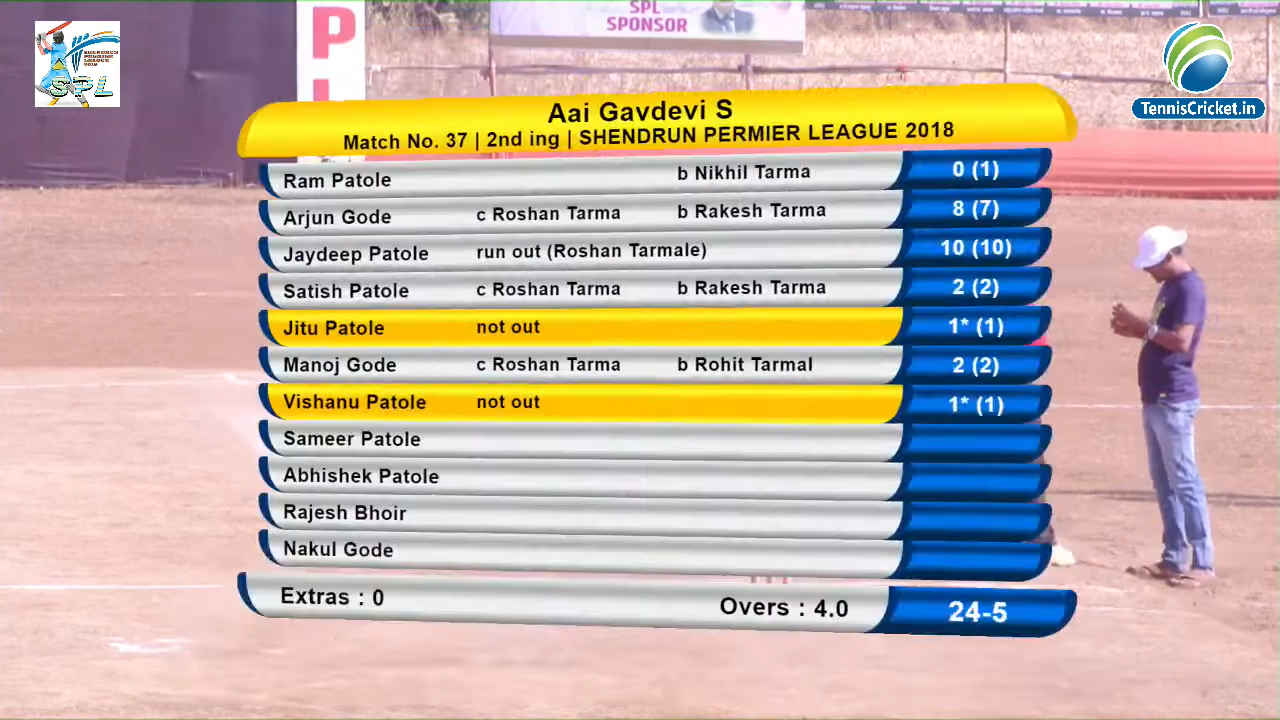 SPL
SPONSOR
P
SHENDRUN
PREMIER
LEAGUE
2018
SPL
TennisCricket.in
Aai Gavdevi S
Match No. 37 | 2nd ing | SHENDRUN PERMIER LEAGUE 2018
Ram Patole b Nikhil Tarma 0 (1)
Arjun Gode c Roshan Tarma b Rakesh Tarma 8 (7)
Jaydeep Patole run out (Roshan Tarmale) 10 (10)
Satish Patole c Roshan Tarma b Rakesh Tarma 2 (2)
Jitu Patole not out 1* (1)
Manoj Gode c Roshan Tarma b Rohit Tarmal 2 (2)
Vishanu Patole not out 1* (1)
Sameer Patole
Abhishek Patole
Rajesh Bhoir
Nakul Gode
Extras : 0 Overs : 4.0 24-5